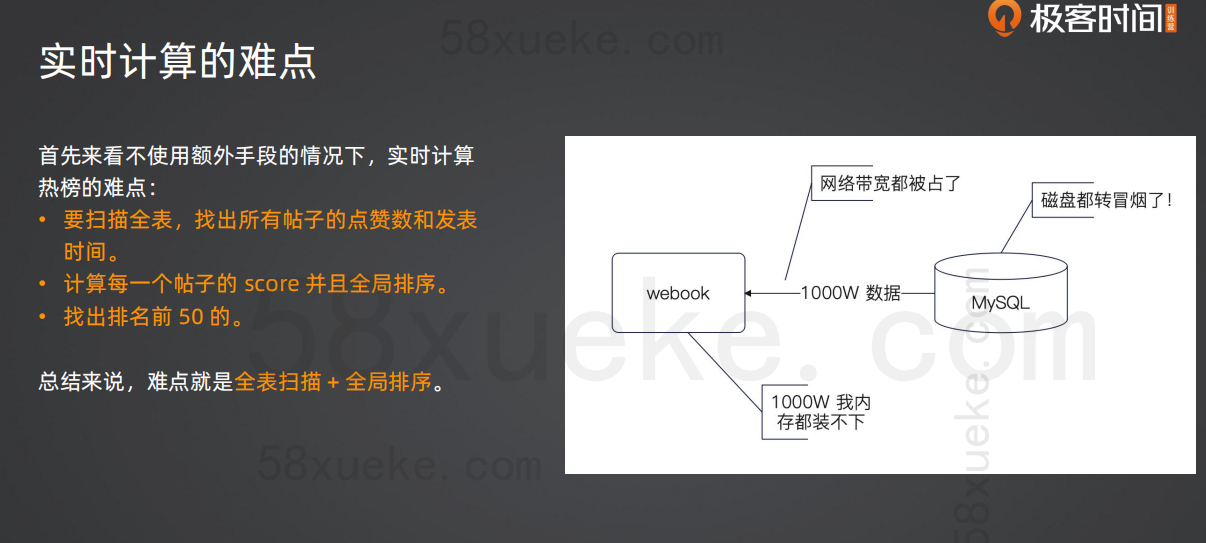 58xueke.com
极客时间
训练营
实时计算的难点
首先来看不使用额外手段的情况下，实时计算
热榜的难点：
• 要扫描全表，找出所有帖子的点赞数和发表
时间。
• 计算每一个帖子的 score 并且全局排序。
• 找出排名前 50 的。
总结来说，难点就是全表扫描 + 全局排序。
网络带宽都被占了
磁盘都转冒烟了！
webook
1000W 数据
MySQL
1000W 我内
存都装不下
58xueke.com
58xueke.com
58xueke.com